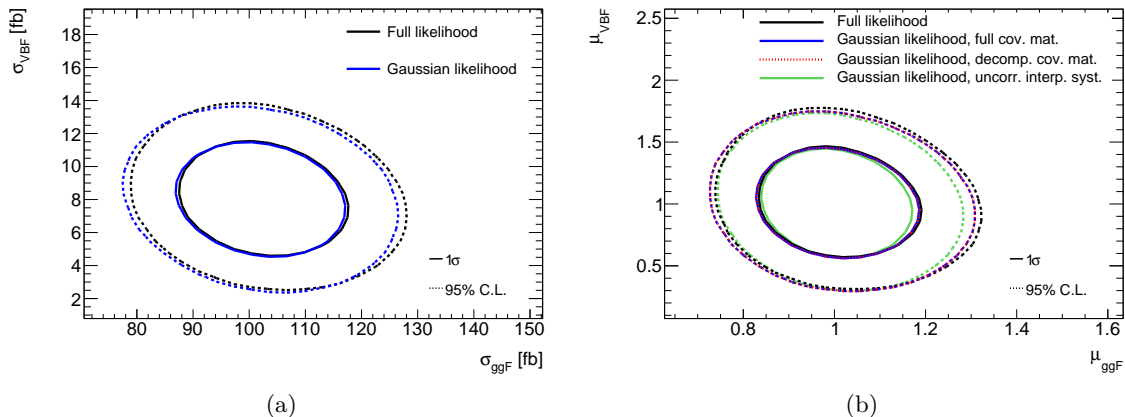 σ_VBF [fb]
18
16
14
12
10
8
6
4
2
80 90 100 110 120 130 140 150
σ_ggF [fb]
Full likelihood
Gaussian likelihood
1σ
95% C.L.
(a)
μ_VBF
2.5
2
1.5
1
0.5
0.8 1 1.2 1.4 1.6
μ_ggF
Full likelihood
Gaussian likelihood, full cov. mat.
Gaussian likelihood, decomp. cov. mat.
Gaussian likelihood, uncorr. interp. syst.
1σ
95% C.L.
(b)